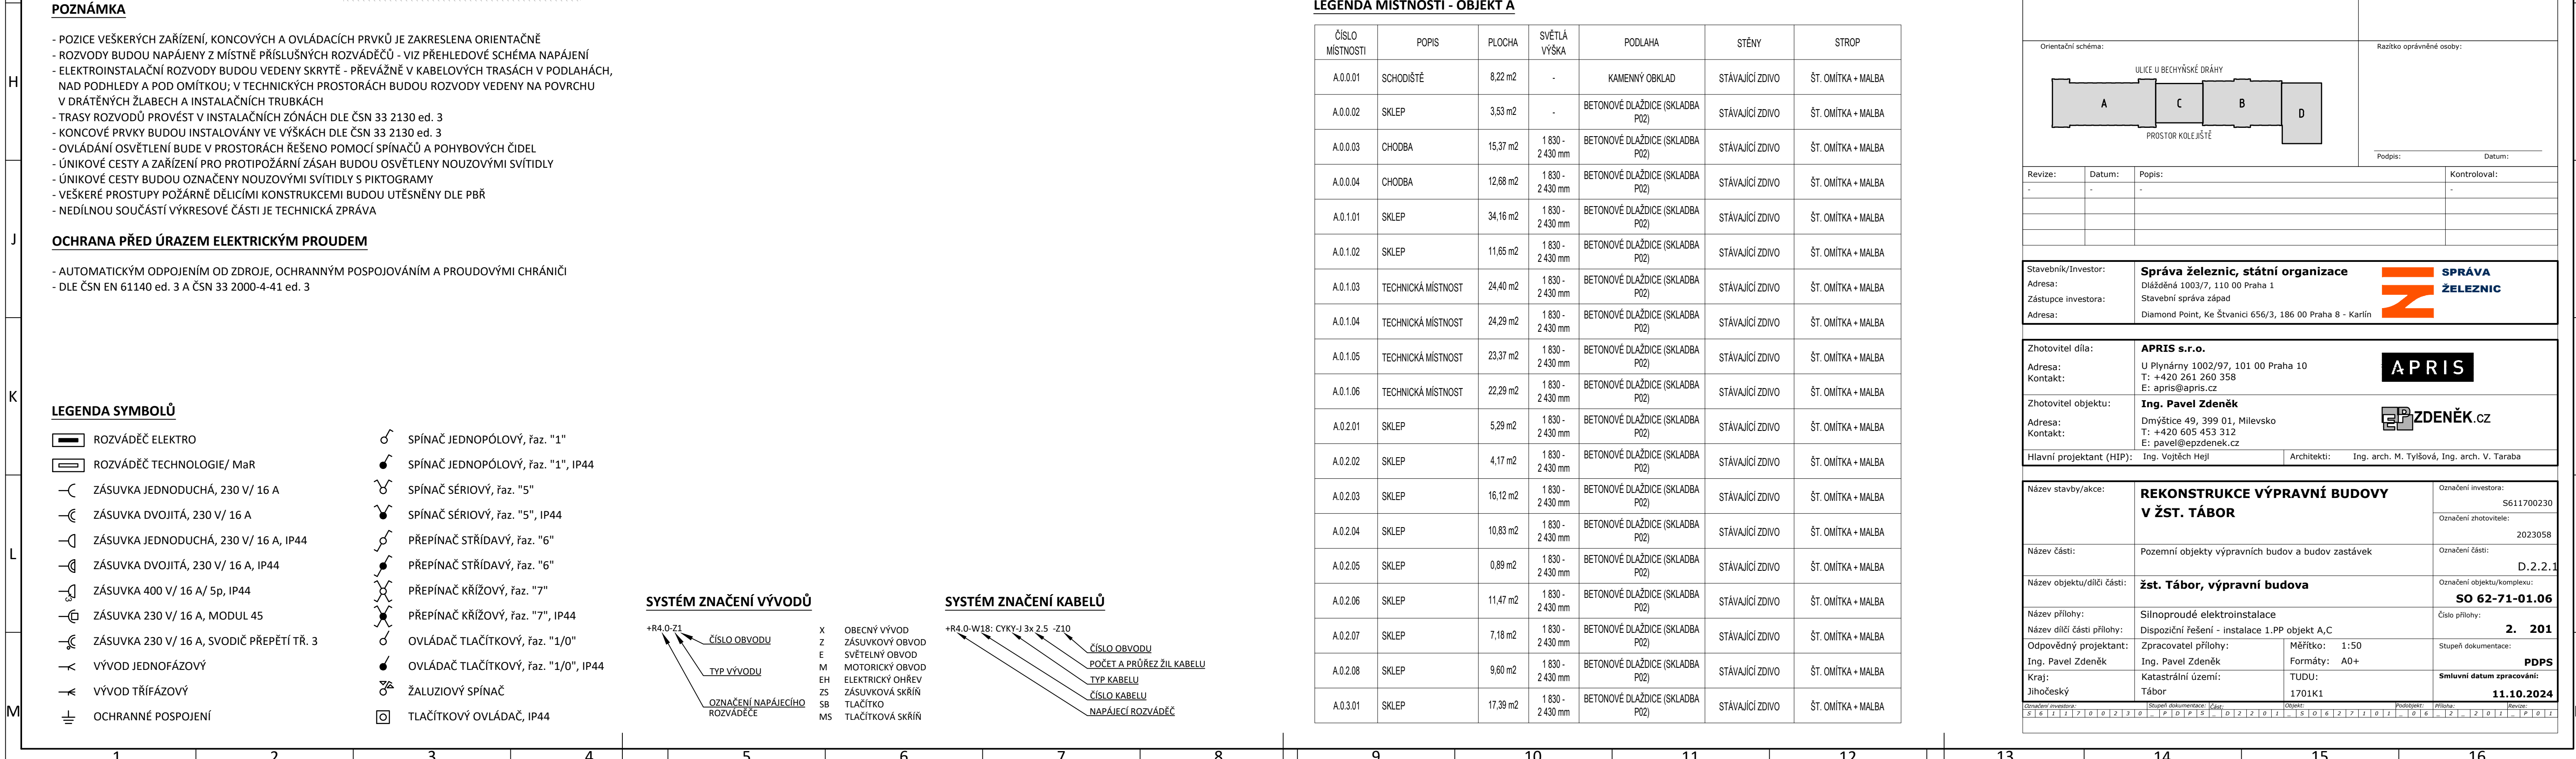 POZNÁMKA
- POZICE VEŠKERÝCH ZAŘÍZENÍ, KONCOVÝCH A OVLÁDACÍCH PRVKŮ JE ZAKRESLENA ORIENTAČNĚ
- ROZVODY BUDOU NAPÁJENY Z MÍSTNĚ PŘÍSLUŠNÝCH ROZVÁDĚČŮ - VIZ PŘEHLEDOVÉ SCHÉMA NAPÁJENÍ
- ELEKTROINSTALAČNÍ ROZVODY BUDOU VEDENY SKRYTĚ - PŘEVÁŽNĚ V KABELOVÝCH TRASÁCH V PODLAHÁCH,
NAD PODHLEDY A POD OMÍTKOU; V TECHNICKÝCH PROSTORÁCH BUDOU ROZVODY VEDENY NA POVRCHU
V DRÁTĚNÝCH ŽLABECH A INSTALAČNÍCH TRUBKÁCH
- TRASY ROZVODŮ PROVÉST V INSTALAČNÍCH ZÓNÁCH DLE ČSN 33 2130 ed. 3
- KONCOVÉ PRVKY BUDOU INSTALOVÁNY VE VÝŠKÁCH DLE ČSN 33 2130 ed. 3
- OVLÁDÁNÍ OSVĚTLENÍ BUDE V PROSTORÁCH ŘEŠENO POMOCÍ SPÍNAČŮ A POHYBOVÝCH ČIDEL
- ÚNIKOVÉ CESTY A ZAŘÍZENÍ PRO PROTIPOŽÁRNÍ ZÁSAH BUDOU OSVĚTLENY NOUZOVÝMI SVÍTIDLY
- ÚNIKOVÉ CESTY BUDOU OZNAČENY NOUZOVÝMI SVÍTIDLY S PIKTOGRAMY
- VEŠKERÉ PROSTUPY POŽÁRNĚ DĚLICÍMI KONSTRUKCEMI BUDOU UTĚSNĚNY DLE PBŘ
- NEDÍLNOU SOUČÁSTÍ VÝKRESOVÉ ČÁSTI JE TECHNICKÁ ZPRÁVA
OCHRANA PŘED ÚRAZEM ELEKTRICKÝM PROUDEM
- AUTOMATICKÝM ODPOJENÍM OD ZDROJE, OCHRANNÝM POSPOJOVÁNÍM A PROUDOVÝMI CHRÁNIČI
- DLE ČSN EN 61140 ed. 3 A ČSN 33 2000-4-41 ed. 3
LEGENDA SYMBOLŮ
ROZVÁDĚČ ELEKTRO
ROZVÁDĚČ TECHNOLOGIE/ MaR
ZÁSUVKA JEDNODUCHÁ, 230 V/ 16 A
ZÁSUVKA DVOJITÁ, 230 V/ 16 A
ZÁSUVKA JEDNODUCHÁ, 230 V/ 16 A, IP44
ZÁSUVKA DVOJITÁ, 230 V/ 16 A, IP44
ZÁSUVKA 400 V/ 16 A/ 5p, IP44
ZÁSUVKA 230 V/ 16 A, MODUL 45
ZÁSUVKA 230 V/ 16 A, SVODIČ PŘEPĚTÍ TŘ. 3
VÝVOD JEDNOFÁZOVÝ
VÝVOD TŘÍFÁZOVÝ
OCHRANNÉ POSPOJENÍ
SPÍNAČ JEDNOPÓLOVÝ, řaz. "1"
SPÍNAČ JEDNOPÓLOVÝ, řaz. "1", IP44
SPÍNAČ SÉRIOVÝ, řaz. "5"
SPÍNAČ SÉRIOVÝ, řaz. "5", IP44
PŘEPÍNAČ STŘÍDAVÝ, řaz. "6"
PŘEPÍNAČ STŘÍDAVÝ, řaz. "6"
PŘEPÍNAČ KŘÍŽOVÝ, řaz. "7"
PŘEPÍNAČ KŘÍŽOVÝ, řaz. "7", IP44
OVLADAČ TLAČÍTKOVÝ, řaz. "1/0"
OVLADAČ TLAČÍTKOVÝ, řaz. "1/0", IP44
ŽALUZIOVÝ SPÍNAČ
TLAČÍTKOVÝ OVLADAČ, IP44
SYSTÉM ZNAČENÍ VÝVODŮ
+R4.0-Z1
ČÍSLO OBVODU
TYP VÝVODU
OZNAČENÍ NAPÁJECÍHO
ROZVÁDĚČE
X OBECNÝ VÝVOD
Z ZÁSUVKOVÝ OBVOD
E SVĚTELNÝ OBVOD
M MOTORICKÝ OBVOD
EH ELEKTRICKÝ OHŘEV
ZS ZÁSUVKOVÁ SKŘÍŇ
SB TLAČÍTKO
MS TLAČÍTKOVÁ SKŘÍŇ
SYSTÉM ZNAČENÍ KABELŮ
+R4.0-W18: CYKY-J 3x 2.5 -Z10
ČÍSLO OBVODU
POČET A PRŮŘEZ ŽIL KABELU
TYP KABELU
ČÍSLO KABELU
NAPÁJECÍ ROZVÁDĚČ
LEGENDA MÍSTNOSTÍ - OBJEKT A
ČÍSLO MÍSTNOSTI POPIS PLOCHA SVĚTLÁ VÝŠKA PODLAHA STĚNY STROP
A.0.0.01 SCHODIŠTĚ 8,22 m2 - KAMENNÝ OBKLAD STÁVAJÍCÍ ZDIVO ŠT. OMÍTKA + MALBA
A.0.0.02 SKLEP 3,53 m2 - BETONOVÉ DLAŽDICE (SKLADBA P02) STÁVAJÍCÍ ZDIVO ŠT. OMÍTKA + MALBA
A.0.0.03 CHODBA 15,37 m2 1 830 - 2 430 mm BETONOVÉ DLAŽDICE (SKLADBA P02) STÁVAJÍCÍ ZDIVO ŠT. OMÍTKA + MALBA
A.0.0.04 CHODBA 12,68 m2 1 830 - 2 430 mm BETONOVÉ DLAŽDICE (SKLADBA P02) STÁVAJÍCÍ ZDIVO ŠT. OMÍTKA + MALBA
A.0.1.01 SKLEP 34,16 m2 1 830 - 2 430 mm BETONOVÉ DLAŽDICE (SKLADBA P02) STÁVAJÍCÍ ZDIVO ŠT. OMÍTKA + MALBA
A.0.1.02 SKLEP 11,65 m2 1 830 - 2 430 mm BETONOVÉ DLAŽDICE (SKLADBA P02) STÁVAJÍCÍ ZDIVO ŠT. OMÍTKA + MALBA
A.0.1.03 TECHNICKÁ MÍSTNOST 24,40 m2 1 830 - 2 430 mm BETONOVÉ DLAŽDICE (SKLADBA P02) STÁVAJÍCÍ ZDIVO ŠT. OMÍTKA + MALBA
A.0.1.04 TECHNICKÁ MÍSTNOST 24,29 m2 1 830 - 2 430 mm BETONOVÉ DLAŽDICE (SKLADBA P02) STÁVAJÍCÍ ZDIVO ŠT. OMÍTKA + MALBA
A.0.1.05 TECHNICKÁ MÍSTNOST 23,37 m2 1 830 - 2 430 mm BETONOVÉ DLAŽDICE (SKLADBA P02) STÁVAJÍCÍ ZDIVO ŠT. OMÍTKA + MALBA
A.0.1.06 TECHNICKÁ MÍSTNOST 22,29 m2 1 830 - 2 430 mm BETONOVÉ DLAŽDICE (SKLADBA P02) STÁVAJÍCÍ ZDIVO ŠT. OMÍTKA + MALBA
A.0.2.01 SKLEP 5,29 m2 1 830 - 2 430 mm BETONOVÉ DLAŽDICE (SKLADBA P02) STÁVAJÍCÍ ZDIVO ŠT. OMÍTKA + MALBA
A.0.2.02 SKLEP 4,17 m2 1 830 - 2 430 mm BETONOVÉ DLAŽDICE (SKLADBA P02) STÁVAJÍCÍ ZDIVO ŠT. OMÍTKA + MALBA
A.0.2.03 SKLEP 16,12 m2 1 830 - 2 430 mm BETONOVÉ DLAŽDICE (SKLADBA P02) STÁVAJÍCÍ ZDIVO ŠT. OMÍTKA + MALBA
A.0.2.04 SKLEP 10,83 m2 1 830 - 2 430 mm BETONOVÉ DLAŽDICE (SKLADBA P02) STÁVAJÍCÍ ZDIVO ŠT. OMÍTKA + MALBA
A.0.2.05 SKLEP 0,89 m2 1 830 - 2 430 mm BETONOVÉ DLAŽDICE (SKLADBA P02) STÁVAJÍCÍ ZDIVO ŠT. OMÍTKA + MALBA
A.0.2.06 SKLEP 11,47 m2 1 830 - 2 430 mm BETONOVÉ DLAŽDICE (SKLADBA P02) STÁVAJÍCÍ ZDIVO ŠT. OMÍTKA + MALBA
A.0.2.07 SKLEP 7,18 m2 1 830 - 2 430 mm BETONOVÉ DLAŽDICE (SKLADBA P02) STÁVAJÍCÍ ZDIVO ŠT. OMÍTKA + MALBA
A.0.2.08 SKLEP 9,60 m2 1 830 - 2 430 mm BETONOVÉ DLAŽDICE (SKLADBA P02) STÁVAJÍCÍ ZDIVO ŠT. OMÍTKA + MALBA
A.0.3.01 SKLEP 17,39 m2 1 830 - 2 430 mm BETONOVÉ DLAŽDICE (SKLADBA P02) STÁVAJÍCÍ ZDIVO ŠT. OMÍTKA + MALBA
Orientační schéma: Razítko oprávněné osoby:
ULICE U BECHYŇSKÉ DRÁHY
A C B D
PROSTOR KOLEJIŠTĚ
Podpis: Datum:
Revize: Datum: Popis: Kontroloval:
- - - -
Stavebník/Investor: Správa železnic, státní organizace
Adresa: Dlážděná 1003/7, 110 00 Praha 1
Zástupce investora: Stavební správa západ
Adresa: Diamond Point, Ke Štvanici 656/3, 186 00 Praha 8 - Karlín
SPRÁVA
ŽELEZNIC
Zhotovitel díla: APRIS s.r.o.
Adresa: U Plynárny 1002/97, 101 00 Praha 10
Kontakt: T: +420 261 260 358
E: apris@apris.cz
APRIS
Zhotovitel objektu: Ing. Pavel Zdeněk
Adresa: Dmýštice 49, 399 01, Milevsko
Kontakt: T: +420 605 453 312
E: pavel@epzdenek.cz
EPZDENĚK.CZ
Hlavní projektant (HIP): Ing. Vojtěch Hejl Architekti: Ing. arch. M. Tylšová, Ing. arch. V. Taraba
Název stavby/akce: REKONSTRUKCE VÝPRAVNÍ BUDOVY
V ŽST. TÁBOR
Označení investora:
S611700230
Označení zhotovitele:
2023058
Název části: Pozemní objekty výpravních budov a budov zastávek
Označení části:
D.2.2.1
Název objektu/dílčí části: žst. Tábor, výpravní budova
Označení objektu/komplexu:
SO 62-71-01.06
Název přílohy: Silnoproudé elektroinstalace
Číslo přílohy:
Název dílčí části přílohy: Dispoziční řešení - instalace 1.PP objekt A,C
2. 201
Odpovědný projektant: Zpracovatel přílohy: Měřítko: 1:50 Stupeň dokumentace:
Ing. Pavel Zdeněk Ing. Pavel Zdeněk Formáty: A0+ PDPS
Kraj: Katastrální území: TUDU: Smluvní datum zpracování:
Jihočeský Tábor 1701K1 11.10.2024
Označení investora: Stupeň dokumentace: Část: Objekt: Podobjekt: Příloha: Revize:
S611700230_PDPS_D2201_SO627101_06_2_201_P01
H
J
K
L
M
1 2 3 4 5 6 7 8 9 10 11 12 13 14 15 16